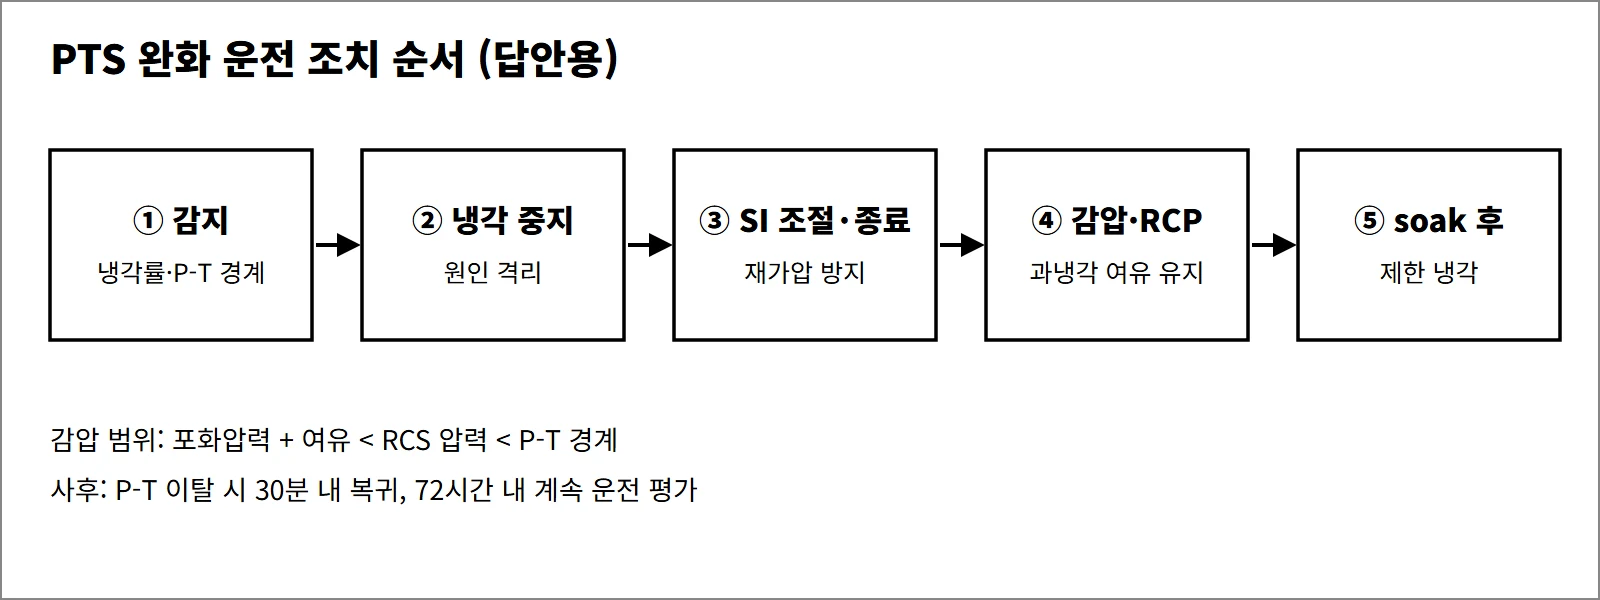 PTS 완화 운전 조치 순서 (답안용)
① 감지
냉각률·P-T 경계
② 냉각 중지
원인 격리
③ SI 조절·종료
재가압 방지
④ 감압·RCP
과냉각 여유 유지
⑤ soak 후
제한 냉각
감압 범위: 포화압력 + 여유 < RCS 압력 < P-T 경계
사후: P-T 이탈 시 30분 내 복귀, 72시간 내 계속 운전 평가